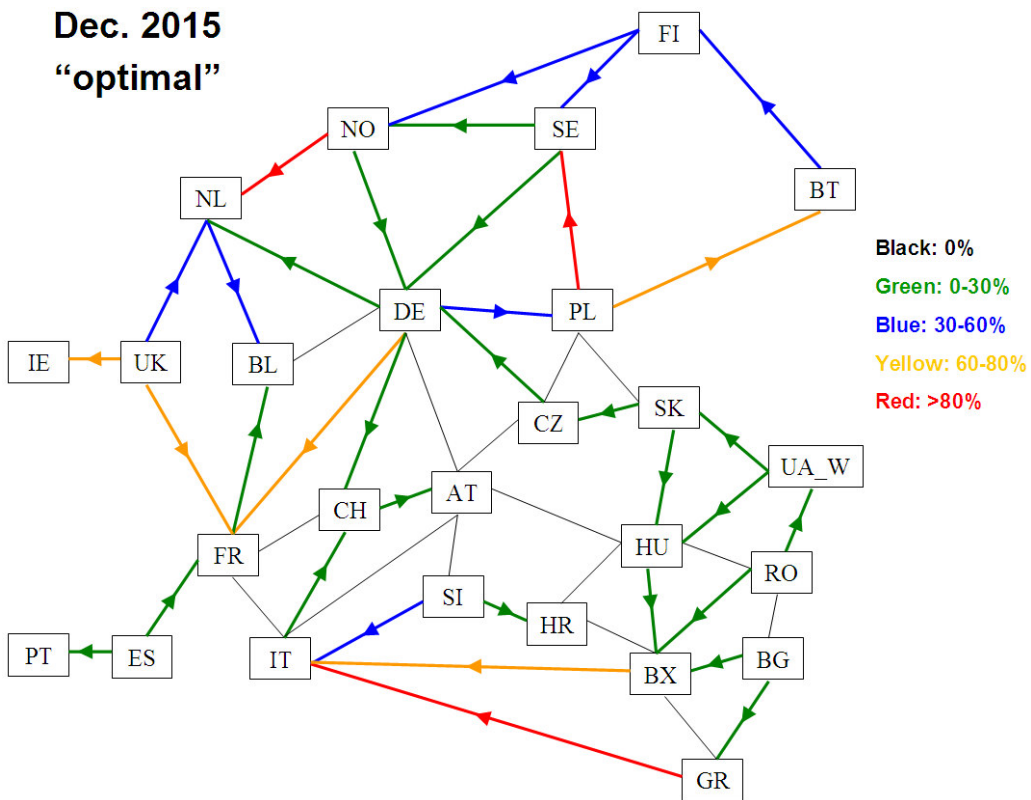 Dec. 2015
“optimal”
FI
NO
SE
NL
BT
Black: 0%
Green: 0-30%
DE
PL
Blue: 30-60%
IE
UK
BL
Yellow: 60-80%
Red: >80%
CZ
SK
UA_W
CH
AT
FR
HU
RO
SI
HR
PT
ES
IT
BX
BG
GR